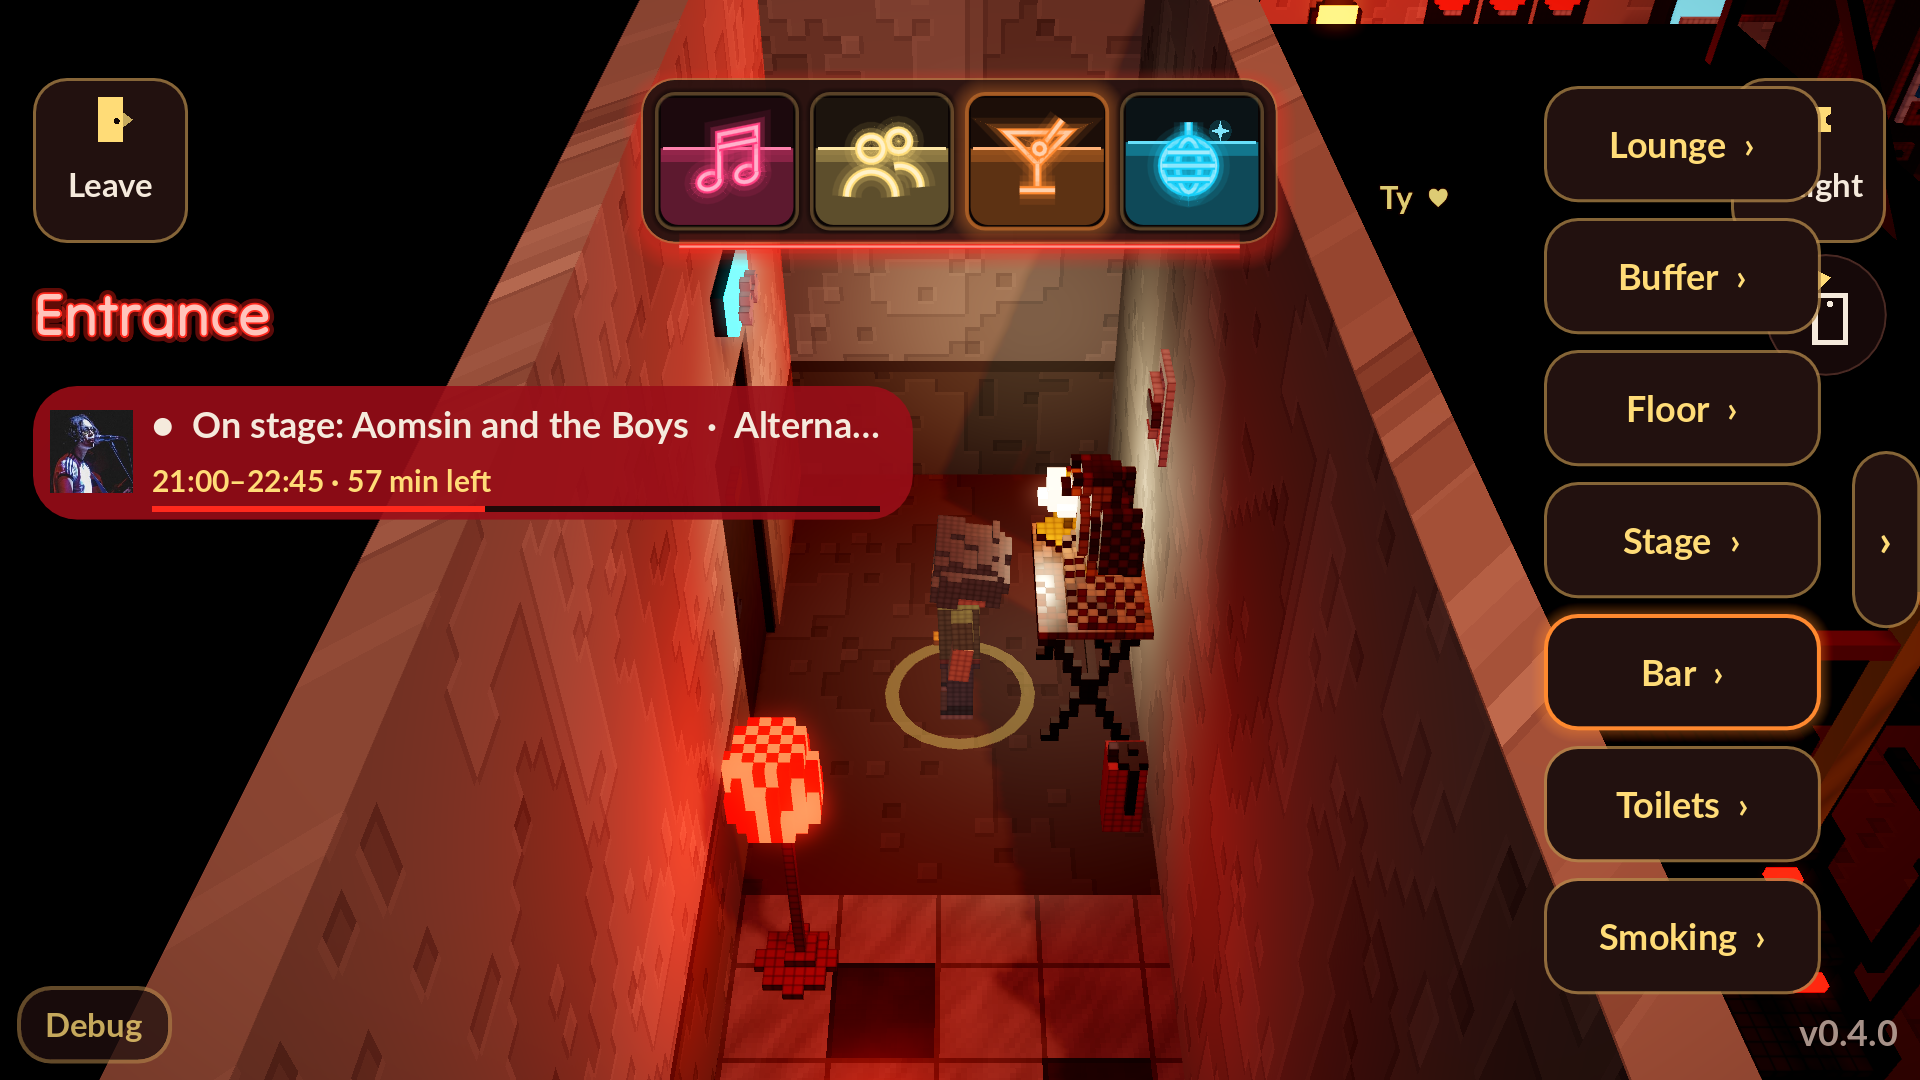 Leave
Entrance
On stage: Aomsin and the Boys · Alterna...
21:00–22:45 · 57 min left
Ty
Lounge ›
Buffer ›
Floor ›
Stage ›
Bar ›
Toilets ›
Smoking ›
›
Debug
v0.4.0